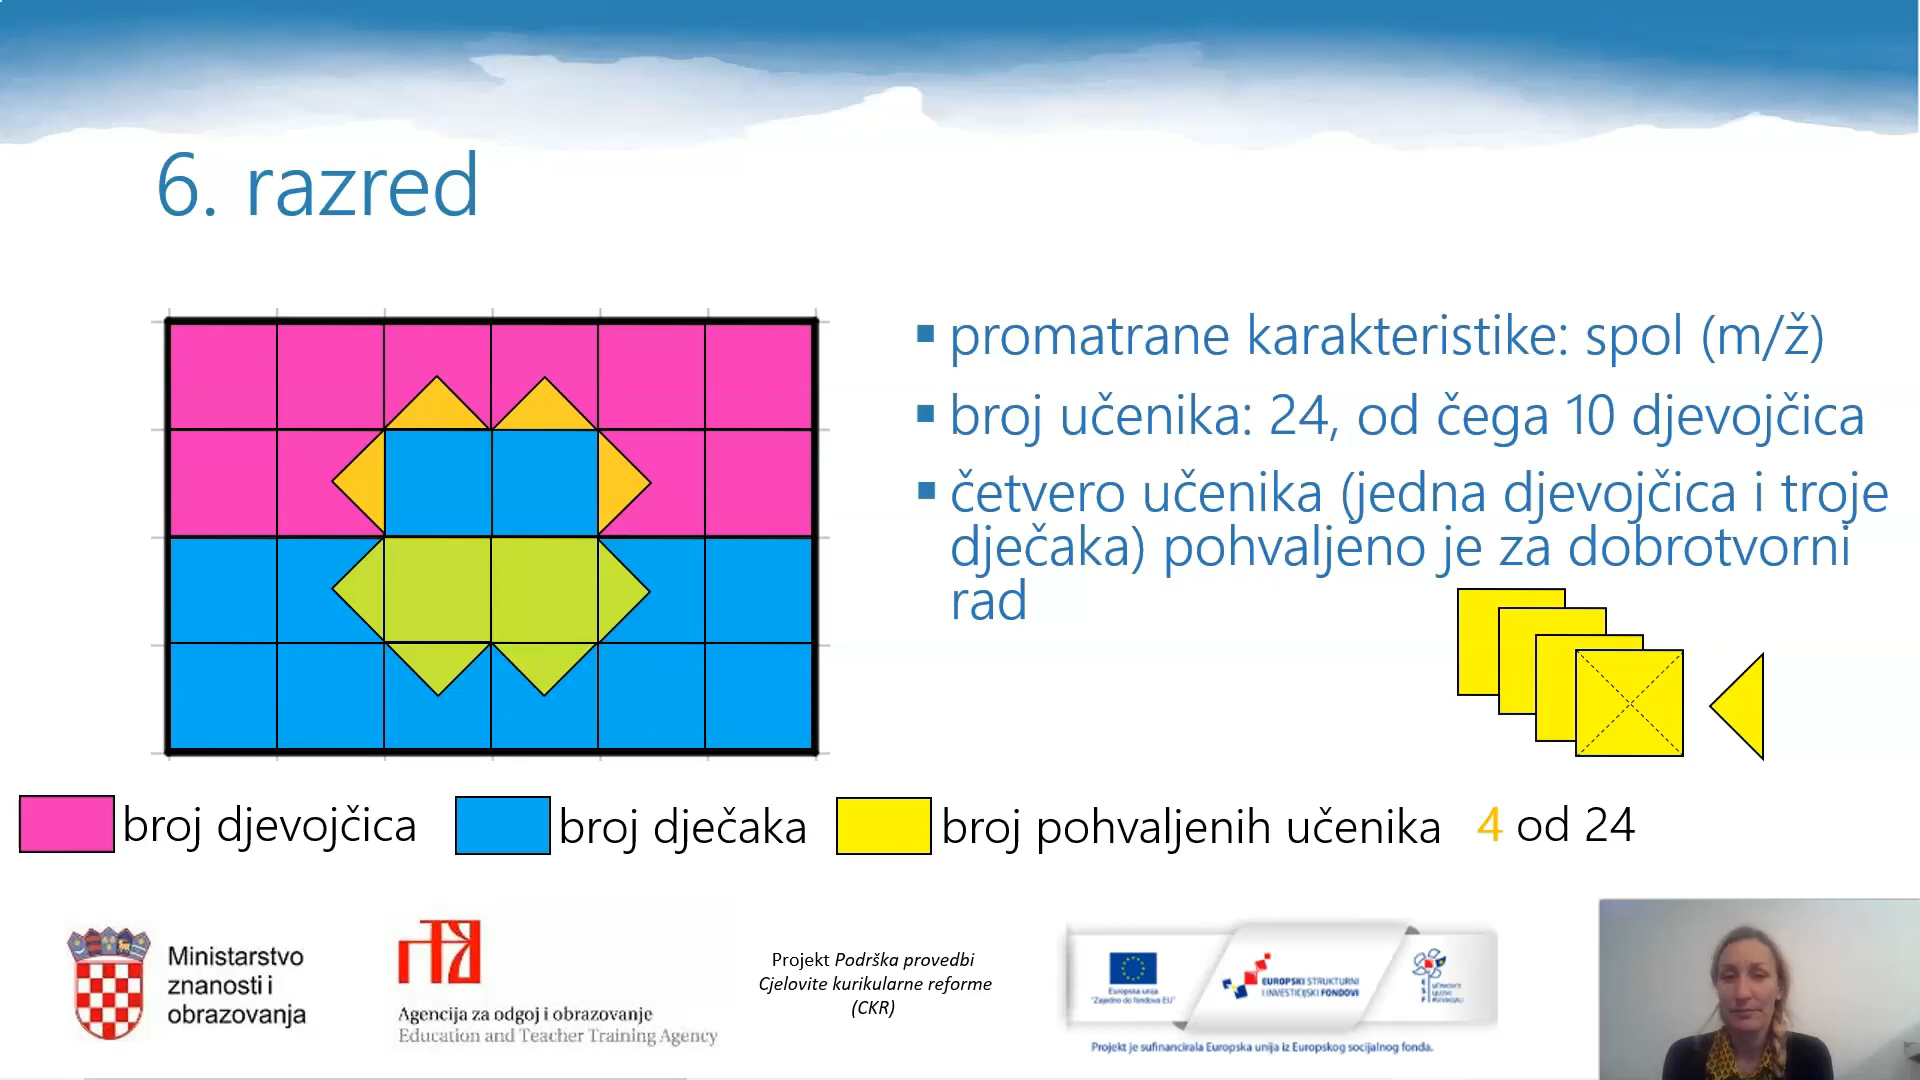 6. razred
promatrane karakteristike: spol (m/ž)
broj učenika: 24, od čega 10 djevojčica
četvero učenika (jedna djevojčica i troje
dječaka) pohvaljeno je za dobrotvorni
rad
broj djevojčica
broj dječaka
broj pohvaljenih učenika
4 od 24
Ministarstvo
znanosti i
obrazovanja
Agencija za odgoj i obrazovanje
Education and Teacher Training Agency
Projekt Podrška provedbi
Cjelovite kurikularne reforme
(CKR)
Europska unija
"Zajedno do fondova EU"
EUROPSKI STRUKTURNI
I INVESTICIJSKI FONDOVI
Projekt je sufinancirala Europska unija iz Europskog socijalnog fonda.